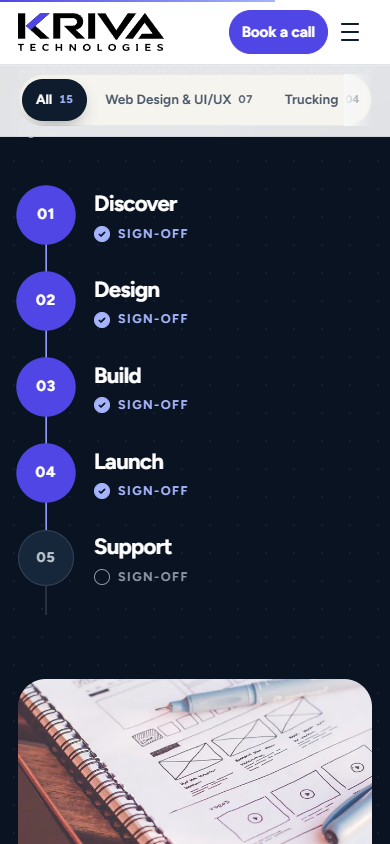 KRIVA
TECHNOLOGIES
Book a call
All 15
Web Design & UI/UX 07
Trucking 04
01
Discover
SIGN-OFF
02
Design
SIGN-OFF
03
Build
SIGN-OFF
04
Launch
SIGN-OFF
05
Support
SIGN-OFF